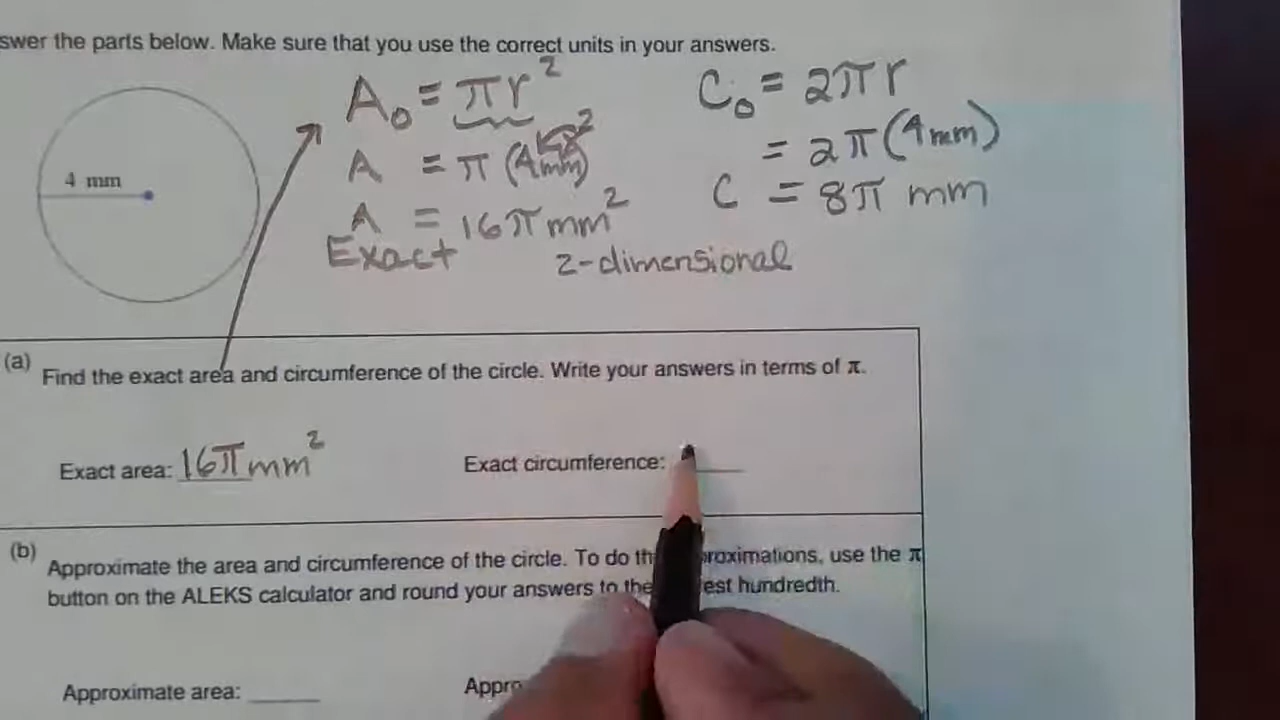 swer the parts below. Make sure that you use the correct units in your answers.
4 mm
A₀ = πr²
A = π (4mm)²
A = 16π mm²
Exact
2-dimensional
C₀ = 2πr
= 2π(4mm)
C = 8π mm
(a) Find the exact area and circumference of the circle. Write your answers in terms of π.
Exact area: 16π mm²
Exact circumference:
(b) Approximate the area and circumference of the circle. To do use the π
button on the ALEKS calculator and round your answers to the hundredth.
Approximate area: